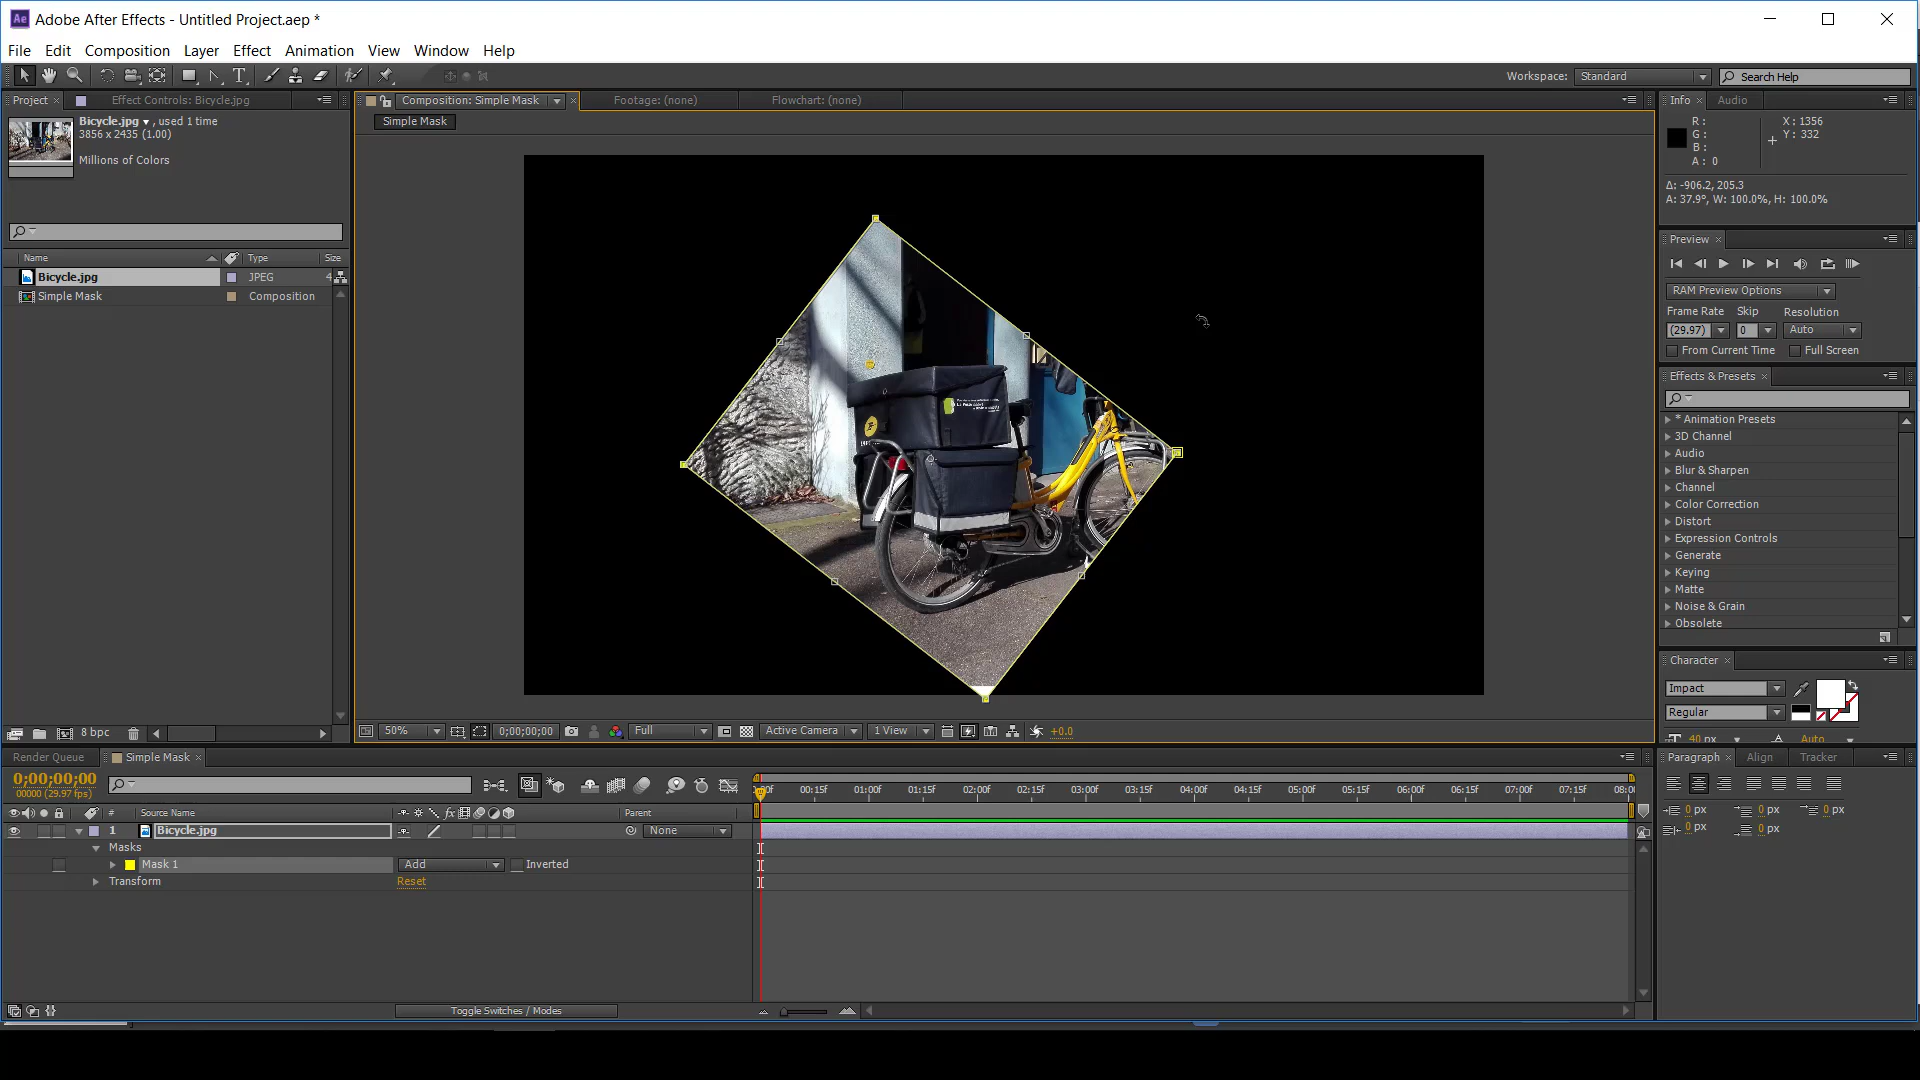 Ae Adobe After Effects - Untitled Project.aep *
File Edit Composition Layer Effect Animation View Window Help
Workspace: Standard Search Help
Project Effect Controls: Bicycle.jpg
Composition: Simple Mask Footage: (none) Flowchart: (none)
Simple Mask
Bicycle.jpg , used 1 time
3856 x 2435 (1.00)
Millions of Colors
Name Type Size
Bicycle.jpg JPEG 4
Simple Mask Composition
8 bpc
50% 0;00;00;00 Full Active Camera 1 View +0.0
Info Audio
R : X : 1356
G : Y : 332
B :
A : 0
Δ: -906.2, 205.3
A: 37.9°, W: 100.0%, H: 100.0%
Preview
RAM Preview Options
Frame Rate Skip Resolution
(29.97) 0 Auto
From Current Time Full Screen
Effects & Presets
* Animation Presets
3D Channel
Audio
Blur & Sharpen
Channel
Color Correction
Distort
Expression Controls
Generate
Keying
Matte
Noise & Grain
Obsolete
Character
Impact
Regular
40 px Auto
Paragraph Align Tracker
0 px 0 px 0 px
0 px 0 px
Render Queue Simple Mask
0;00;00;00
00000 (29.97 fps)
00:15f 01:00f 01:15f 02:00f 02:15f 03:00f 03:15f 04:00f 04:15f 05:00f 05:15f 06:00f 06:15f 07:00f 07:15f 08:00
# Source Name fx Parent
1 Bicycle.jpg None
Masks
Mask 1 Add Inverted
Transform Reset
Toggle Switches / Modes